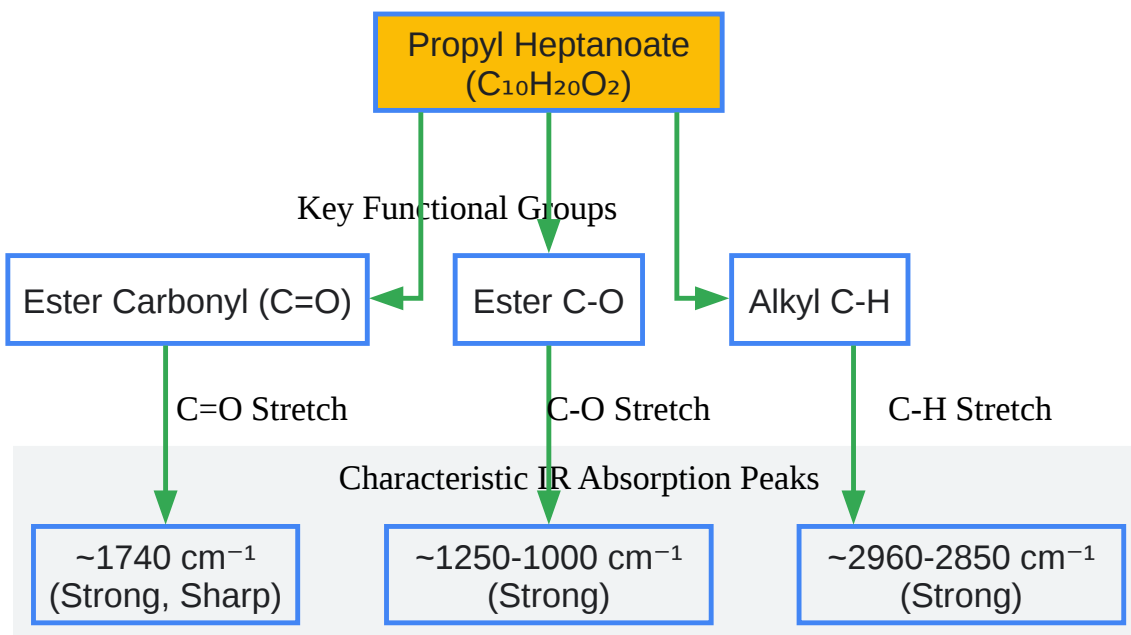 Propyl Heptanoate
(C₁₀H₂₀O₂)
Key Functional Groups
Ester Carbonyl (C=O)
Ester C-O
Alkyl C-H
C=O Stretch
C-O Stretch
C-H Stretch
Characteristic IR Absorption Peaks
~1740 cm⁻¹
(Strong, Sharp)
~1250-1000 cm⁻¹
(Strong)
~2960-2850 cm⁻¹
(Strong)